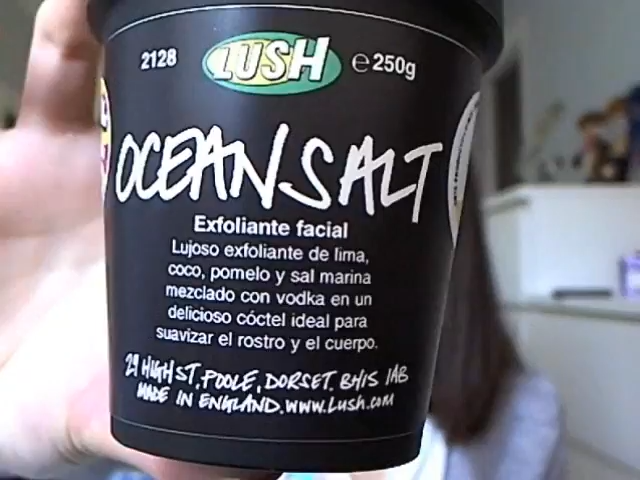 2128 LUSH e 250g
OCEAN SALT
Exfoliante facial
Lujoso exfoliante de lima,
coco, pomelo y sal marina
mezclado con vodka en un
delicioso cóctel ideal para
suavizar el rostro y el cuerpo.
29 HIGH ST, POOLE, DORSET. BH15 1AB
MADE IN ENGLAND. www.Lush.com